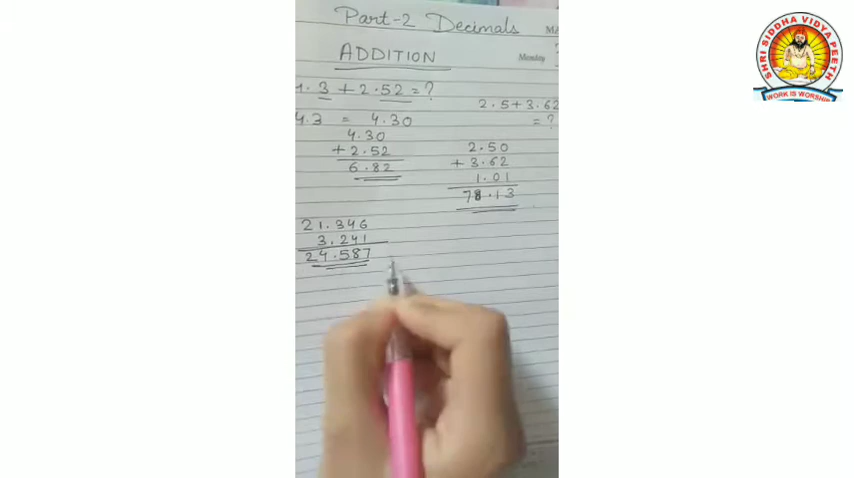 Part-2 Decimals
ADDITION
Monday
4.3 + 2.52 = ?
4.3 = 4.30
4.30
+ 2.52
6.82
2.5 + 3.62
= ?
2.50
+ 3.62
1.01
7.13
21.346
3.241
24.587
SHRI SIDDHA VIDYA PEETH
WORK IS WORSHIP